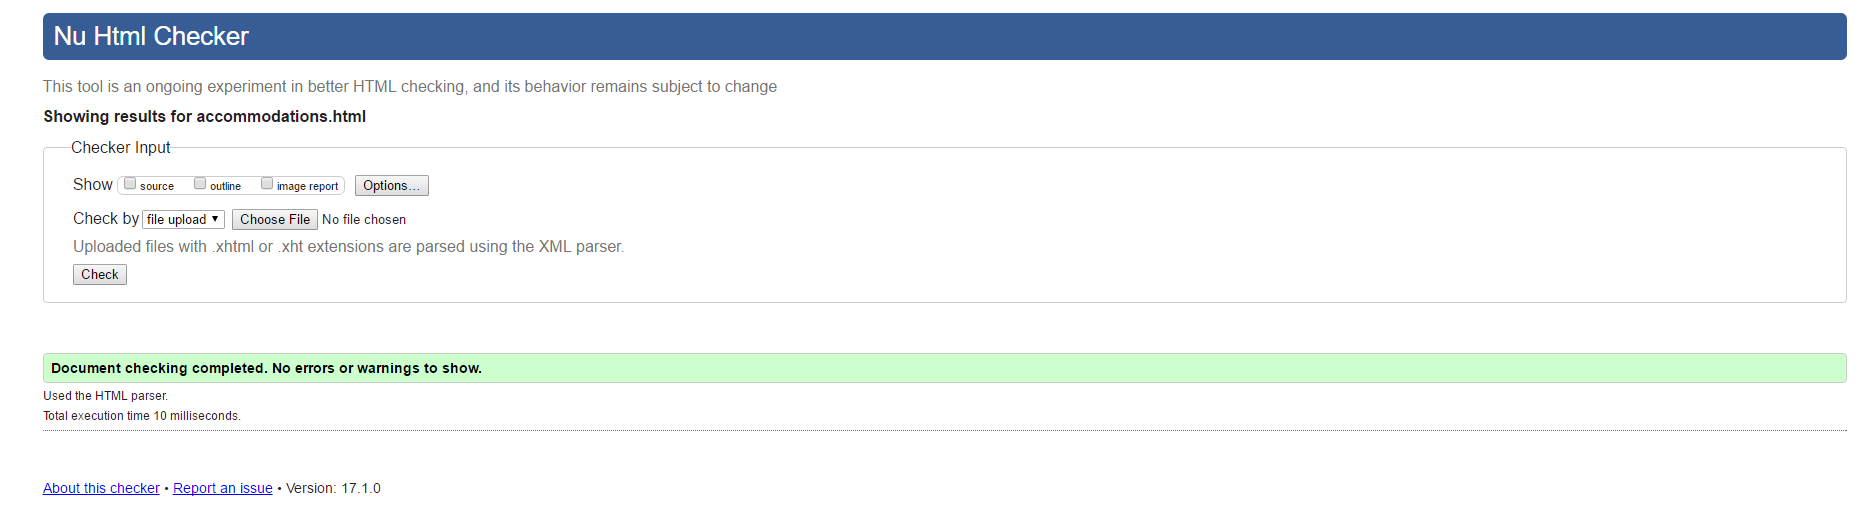 Nu Html Checker
This tool is an ongoing experiment in better HTML checking, and its behavior remains subject to change
Showing results for accommodations.html
Checker Input
Show source outline image report Options...
Check by file upload Choose File No file chosen
Uploaded files with .xhtml or .xht extensions are parsed using the XML parser.
Check
Document checking completed. No errors or warnings to show.
Used the HTML parser.
Total execution time 10 milliseconds.
About this checker • Report an issue • Version: 17.1.0